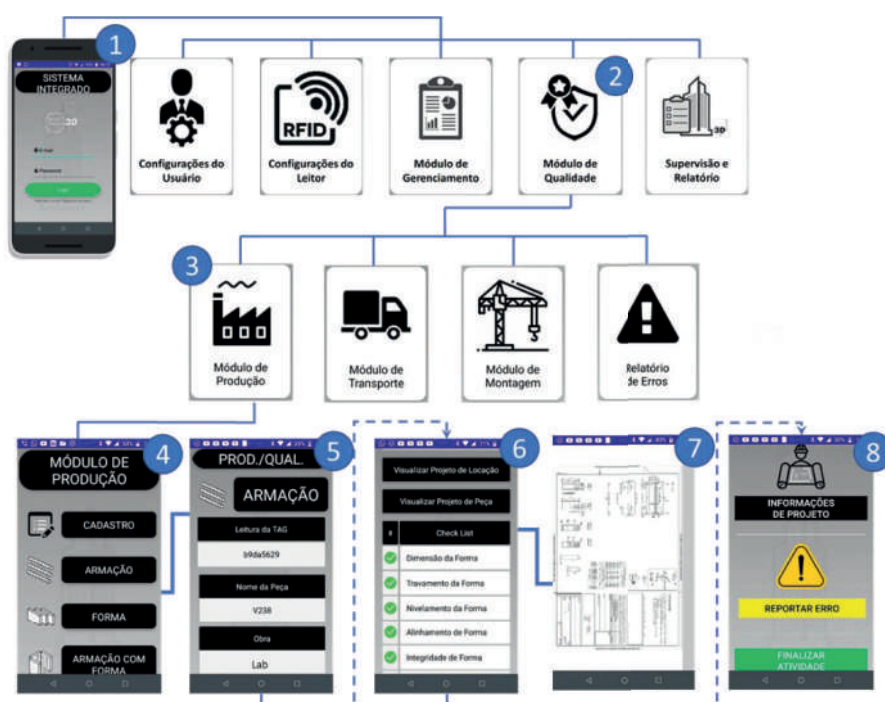 1
SISTEMA
INTEGRADO
3D
E-mail
Password
Login
Configurações do
Usuário
RFID
Configurações do
Leitor
Módulo de
Gerenciamento
2
Módulo de
Qualidade
3D
Supervisão e
Relatório
3
Módulo de
Produção
Módulo de
Transporte
Módulo de
Montagem
Relatório
de Erros
4
MÓDULO DE
PRODUÇÃO
CADASTRO
ARMAÇÃO
FORMA
ARMAÇÃO COM
FORMA
5
PROD./QUAL.
ARMAÇÃO
Leitura da TAG
b9da5629
Nome da Peça
V238
Obra
Lab
6
71%
Visualizar Projeto de Locação
Visualizar Projeto de Peça
Check List
Dimensão da Forma
Travamento da Forma
Nivelamento da Forma
Alinhamento de Forma
Integridade de Forma
7
8
INFORMAÇÕES
DE PROJETO
REPORTAR ERRO
FINALIZAR
ATIVIDADE